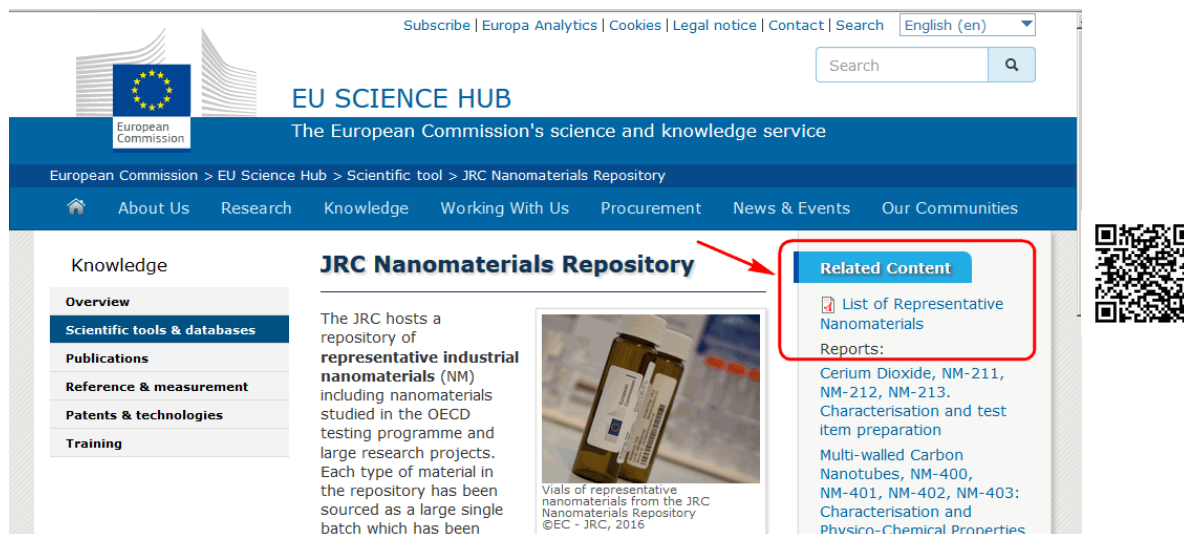 Subscribe | Europa Analytics | Cookies | Legal notice | Contact | Search English (en)
Search
European
Commission
EU SCIENCE HUB
The European Commission's science and knowledge service
European Commission > EU Science Hub > Scientific tool > JRC Nanomaterials Repository
About Us Research Knowledge Working With Us Procurement News & Events Our Communities
Knowledge
Overview
Scientific tools & databases
Publications
Reference & measurement
Patents & technologies
Training
JRC Nanomaterials Repository
The JRC hosts a
repository of
representative industrial
nanomaterials (NM)
including nanomaterials
studied in the OECD
testing programme and
large research projects.
Each type of material in
the repository has been
sourced as a large single
batch which has been
Vials of representative
nanomaterials from the JRC
Nanomaterials Repository
©EC - JRC, 2016
Related Content
List of Representative
Nanomaterials
Reports:
Cerium Dioxide, NM-211,
NM-212, NM-213.
Characterisation and test
item preparation
Multi-walled Carbon
Nanotubes, NM-400,
NM-401, NM-402, NM-403:
Characterisation and
Physico-Chemical Properties